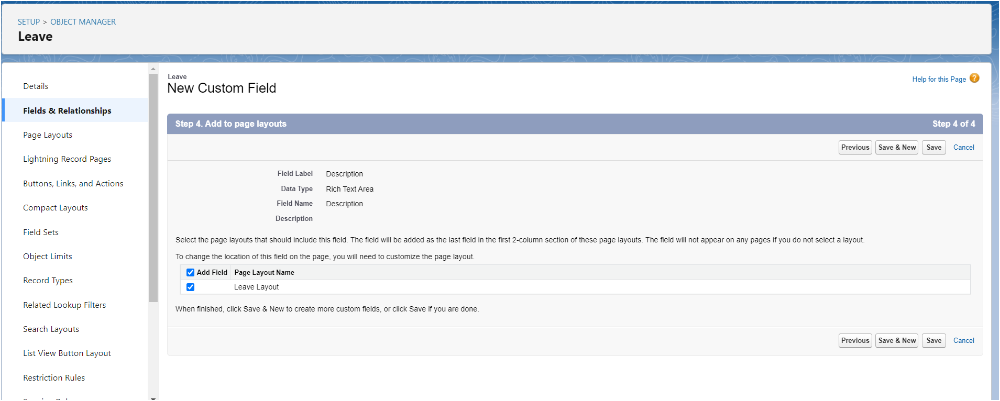 SETUP > OBJECT MANAGER
Leave
Details
Fields & Relationships
Page Layouts
Lightning Record Pages
Buttons, Links, and Actions
Compact Layouts
Field Sets
Object Limits
Record Types
Related Lookup Filters
Search Layouts
List View Button Layout
Restriction Rules
Leave
New Custom Field
Help for this Page ?
Step 4. Add to page layouts Step 4 of 4
Previous Save & New Save Cancel
Field Label Description
Data Type Rich Text Area
Field Name Description
Description
Select the page layouts that should include this field. The field will be added as the last field in the first 2-column section of these page layouts. The field will not appear on any pages if you do not select a layout.
To change the location of this field on the page, you will need to customize the page layout.
Add Field Page Layout Name
Leave Layout
When finished, click Save & New to create more custom fields, or click Save if you are done.
Previous Save & New Save Cancel